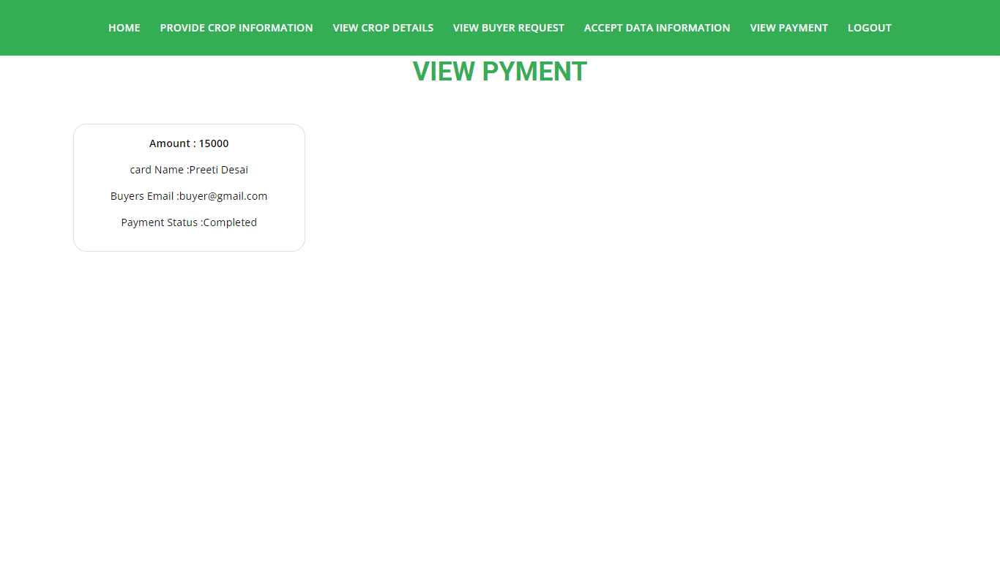 HOME PROVIDE CROP INFORMATION VIEW CROP DETAILS VIEW BUYER REQUEST ACCEPT DATA INFORMATION VIEW PAYMENT LOGOUT
VIEW PYMENT
Amount : 15000
card Name :Preeti Desai
Buyers Email :buyer@gmail.com
Payment Status :Completed